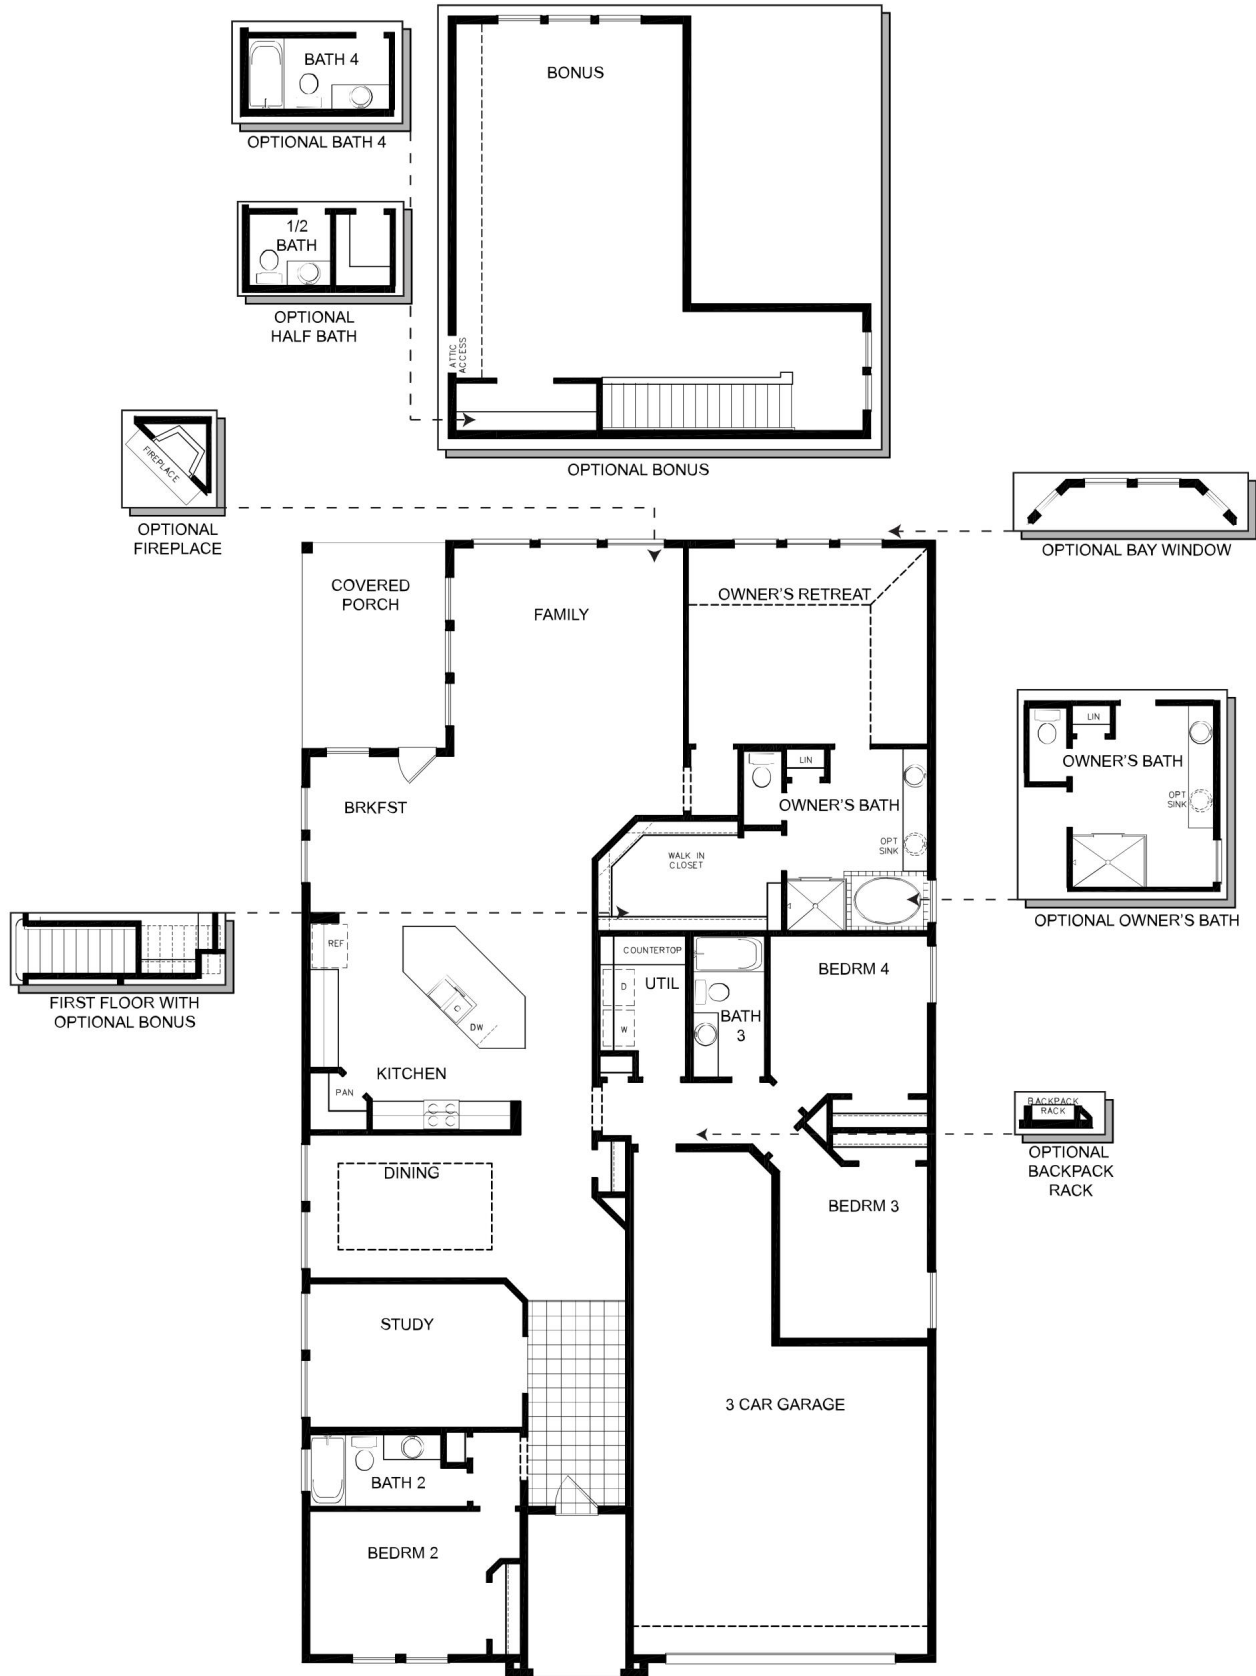 BATH 4
OPTIONAL BATH 4
BONUS
1/2
BATH
OPTIONAL
HALF BATH
ATTIC
ACCESS
OPTIONAL BONUS
FIREPLACE
OPTIONAL
FIREPLACE
OPTIONAL BAY WINDOW
COVERED
PORCH
FAMILY
OWNER'S RETREAT
BRKFST
LIN
OWNER'S BATH
OPT
SINK
WALK IN
CLOSET
LIN
OWNER'S BATH
OPT
SINK
OPTIONAL OWNER'S BATH
FIRST FLOOR WITH
OPTIONAL BONUS
REF
DW
KITCHEN
PAN
COUNTERTOP
UTIL
D
W
BATH
3
BEDRM 4
BACKPACK
RACK
OPTIONAL
BACKPACK
RACK
DINING
BEDRM 3
STUDY
3 CAR GARAGE
BATH 2
BEDRM 2